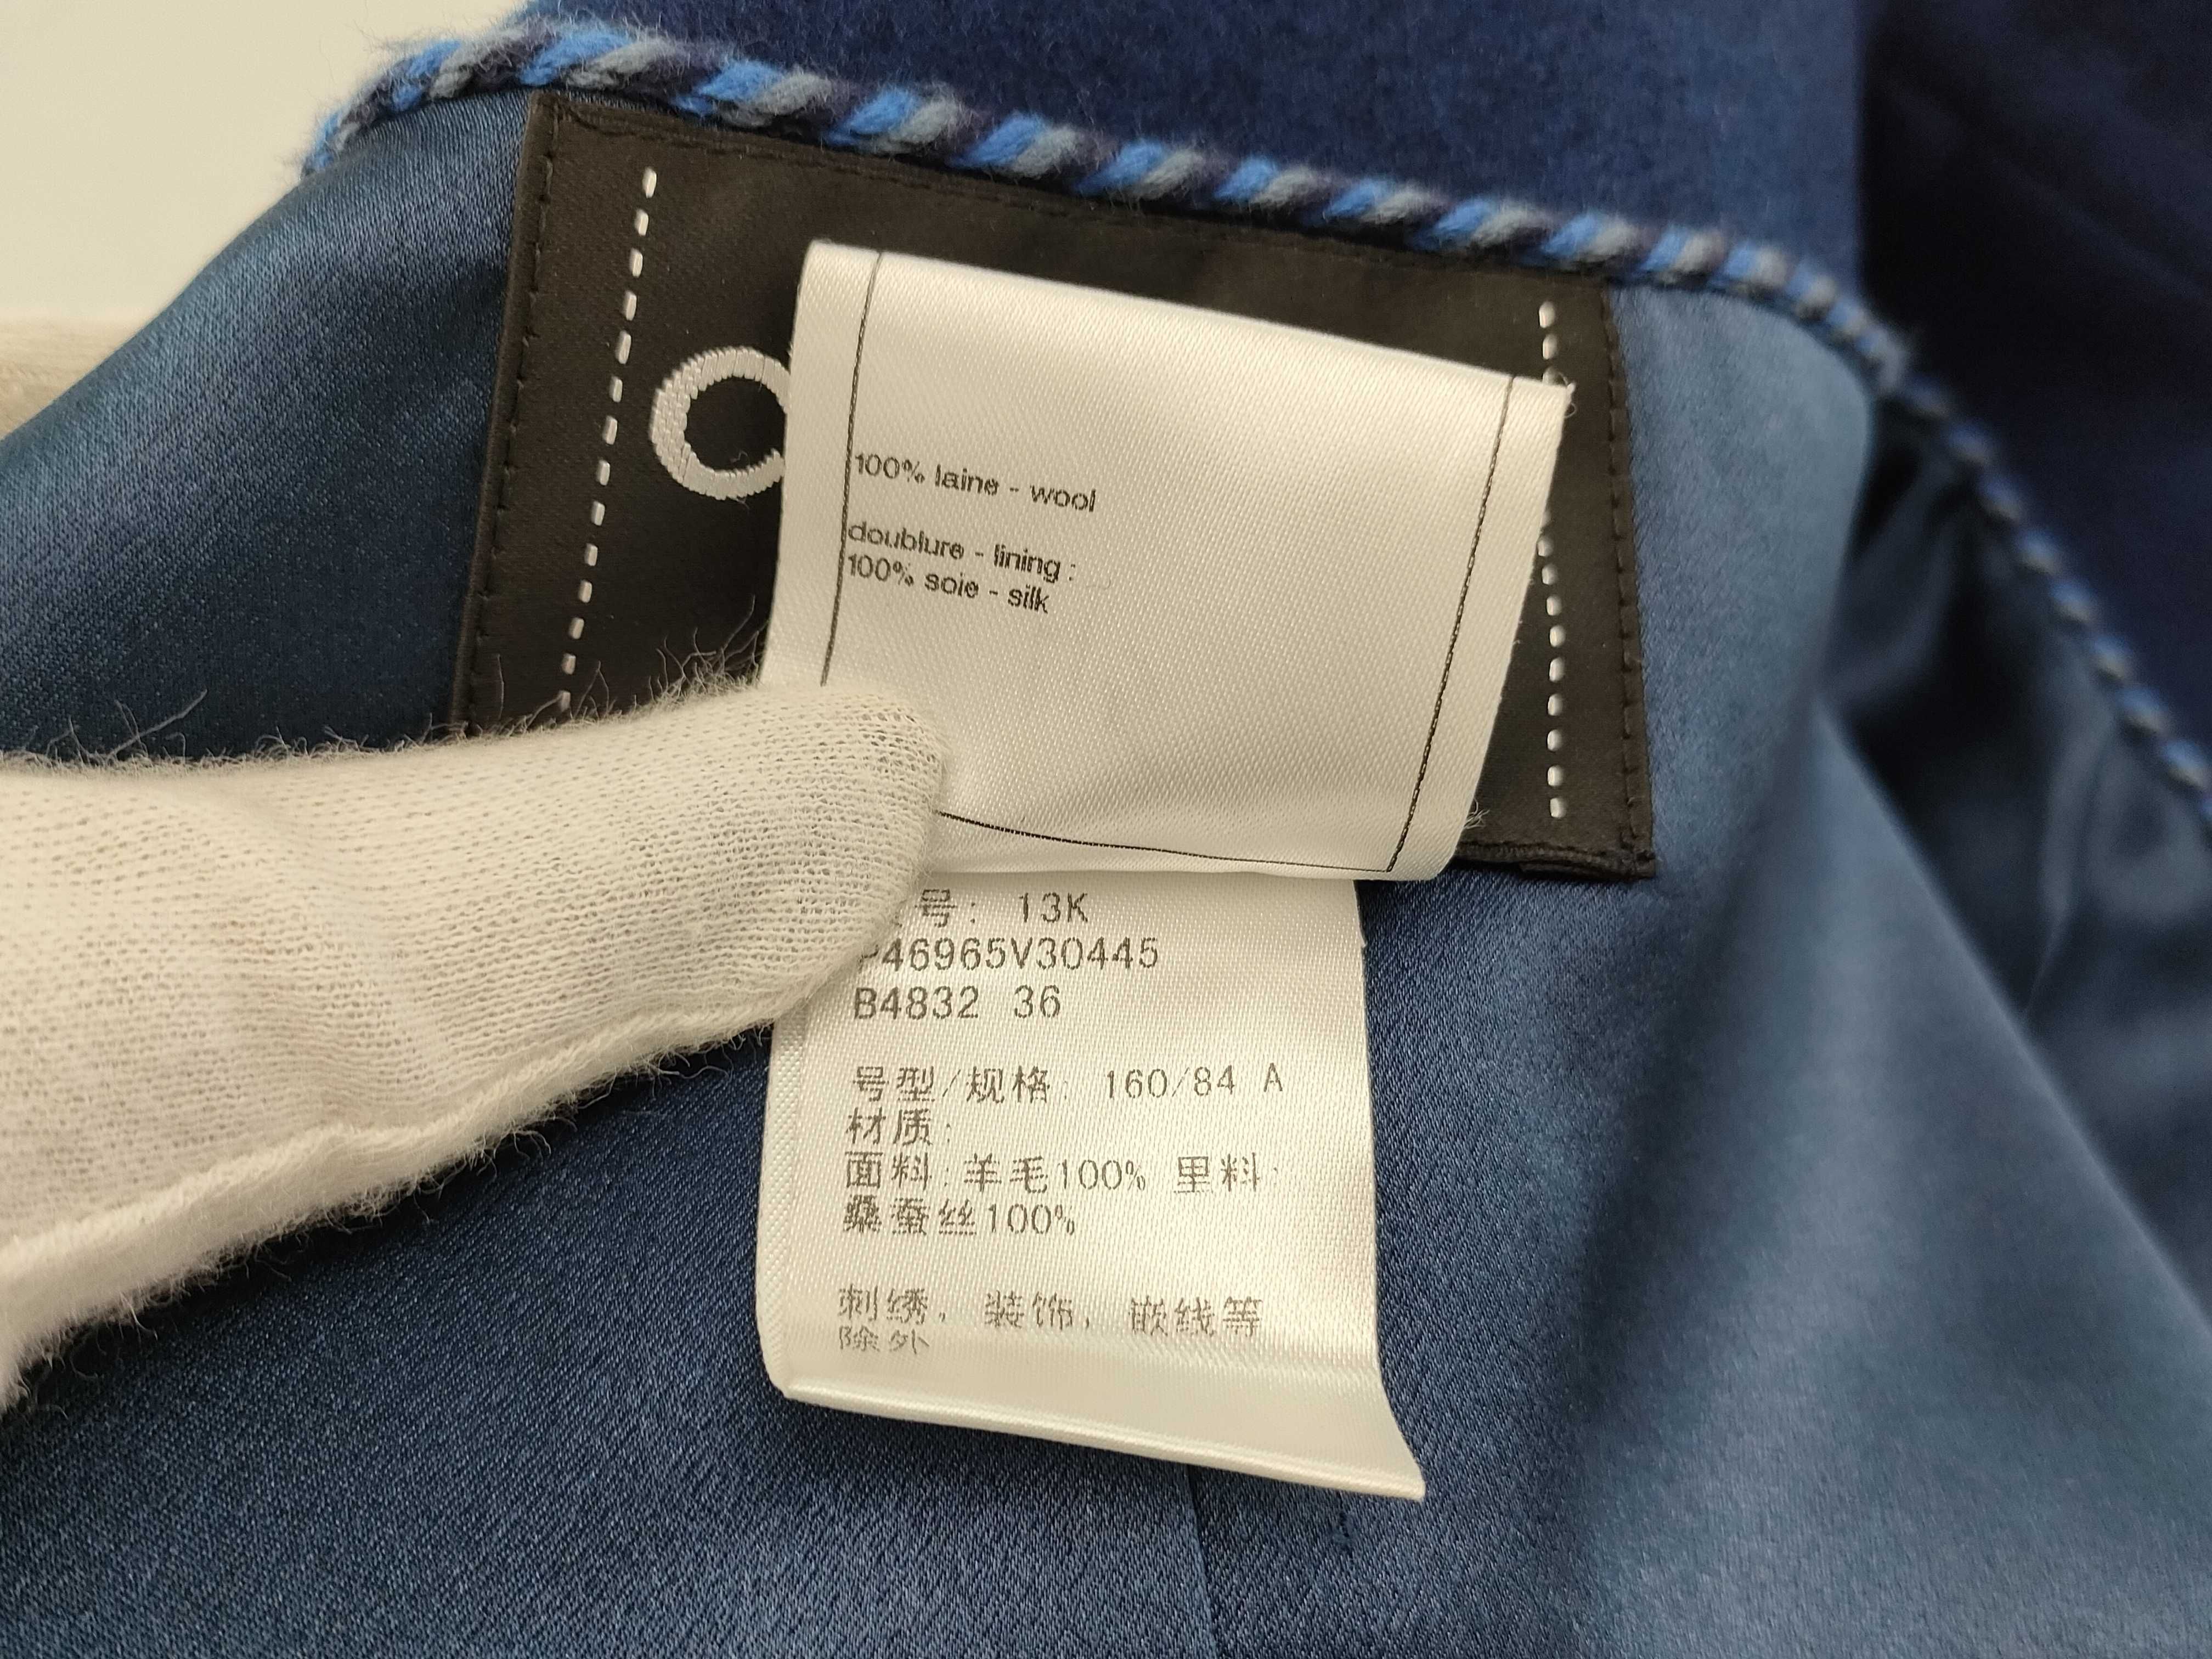 C
100% laine - wool
doublure - lining :
100% soie - silk
号: 13K
P46965V30445
B4832 36
号型/规格: 160/84 A
材质:
面料:羊毛100% 里料:
桑蚕丝100%
刺绣, 装饰, 嵌线等
除外